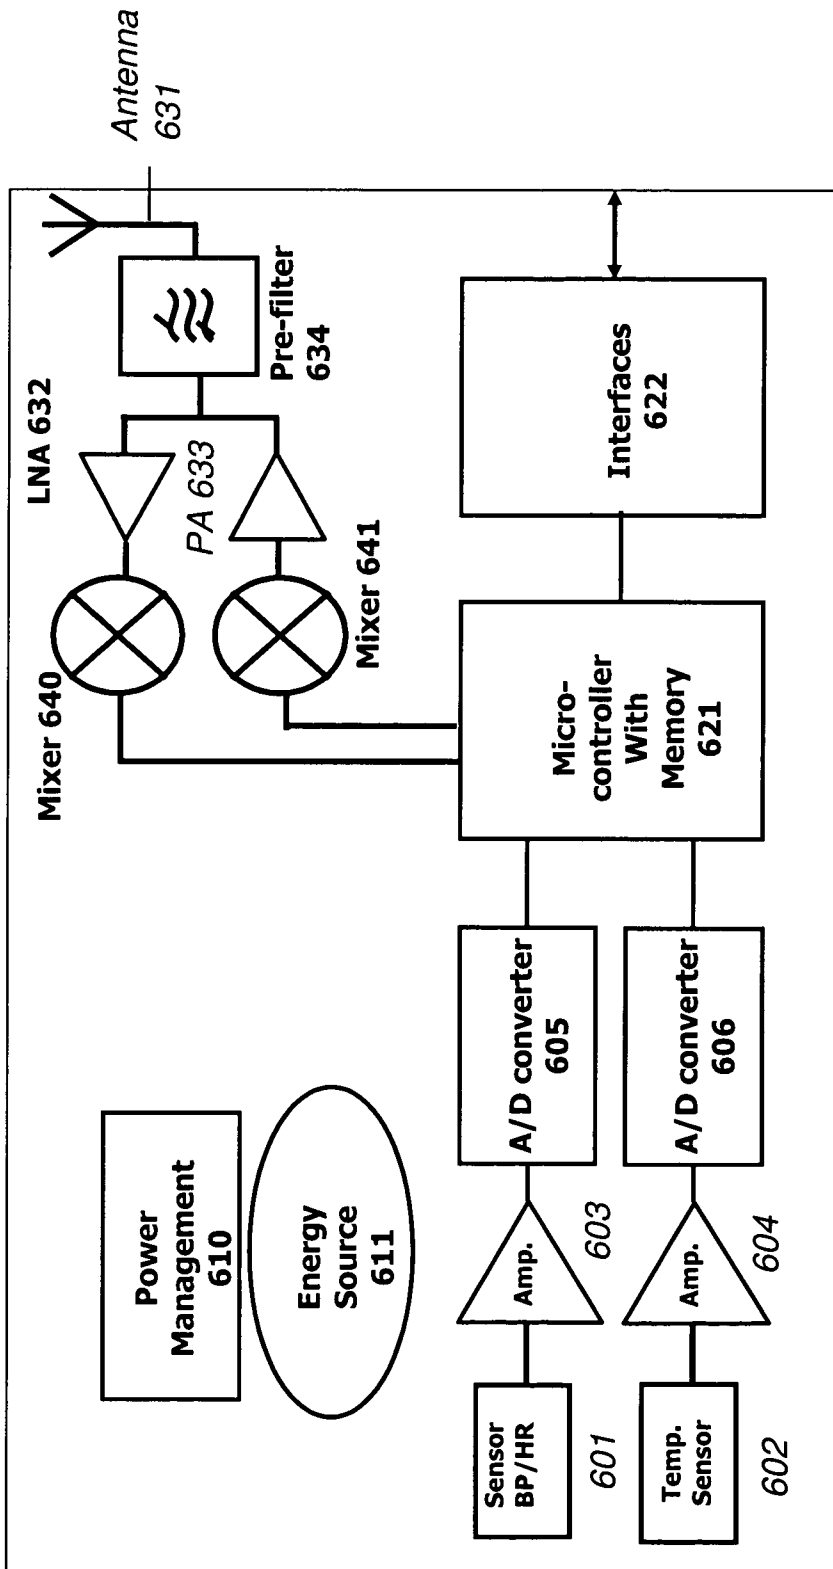 Antenna
631
LNA 632
Pre-filter
634
PA 633
Mixer 640
Mixer 641
Power
Management
610
Energy
Source
611
Sensor
BP/HR
601
Amp.
603
A/D converter
605
Micro-
controller
With
Memory
621
Interfaces
622
Temp.
Sensor
602
Amp.
604
A/D converter
606